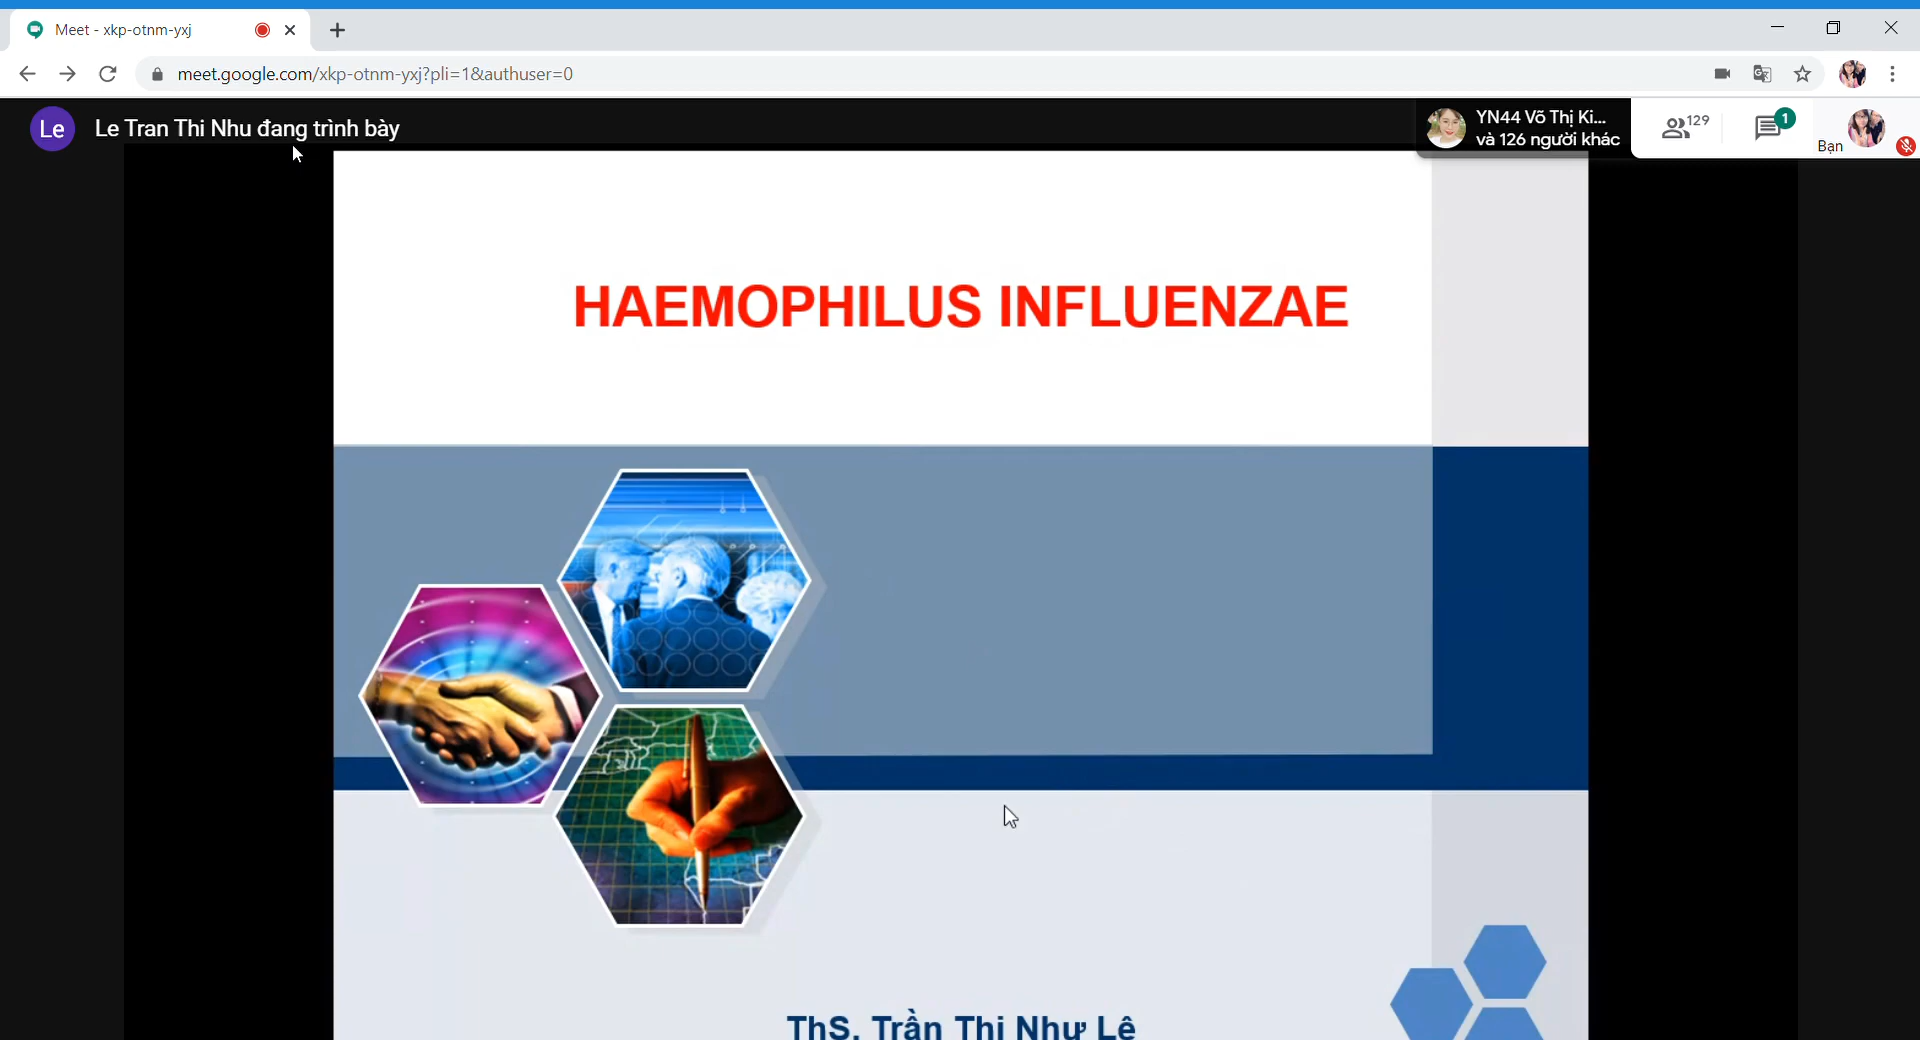 Meet - xkp-otnm-yxj
meet.google.com/xkp-otnm-yxj?pli=1&authuser=0
Le
Le Tran Thi Nhu đang trình bày
YN44 Võ Thị Ki...
và 126 người khác
129
1
Bạn
HAEMOPHILUS INFLUENZAE
ThS. Trần Thị Như Lê